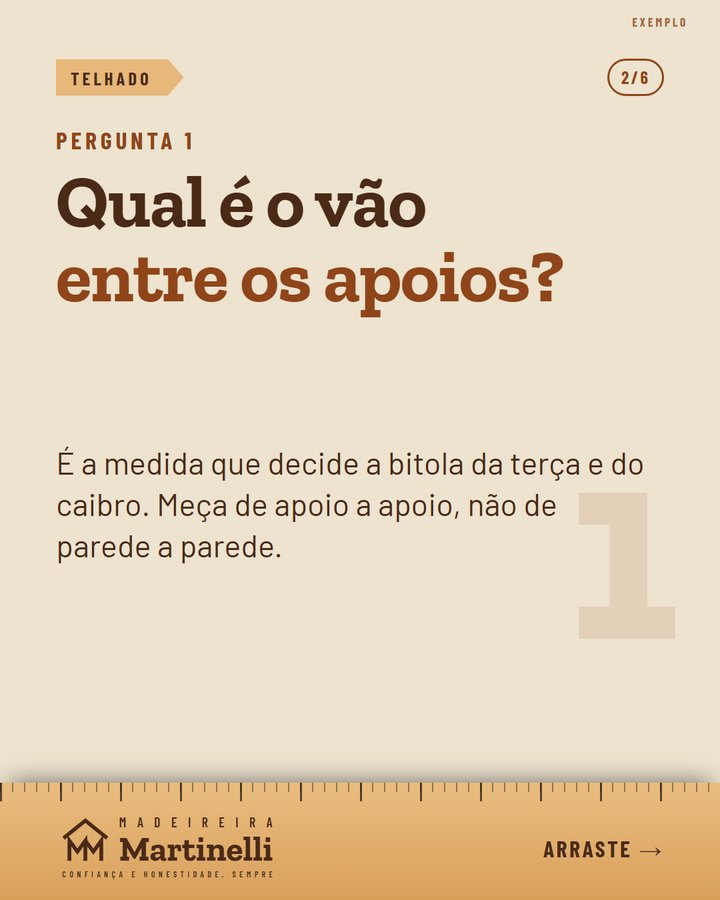 EXEMPLO
TELHADO
2/6
PERGUNTA 1
Qual é o vão
entre os apoios?
É a medida que decide a bitola da terça e do
caibro. Meça de apoio a apoio, não de
parede a parede.
1
MADEIREIRA
Martinelli
CONFIANÇA E HONESTIDADE, SEMPRE
ARRASTE →